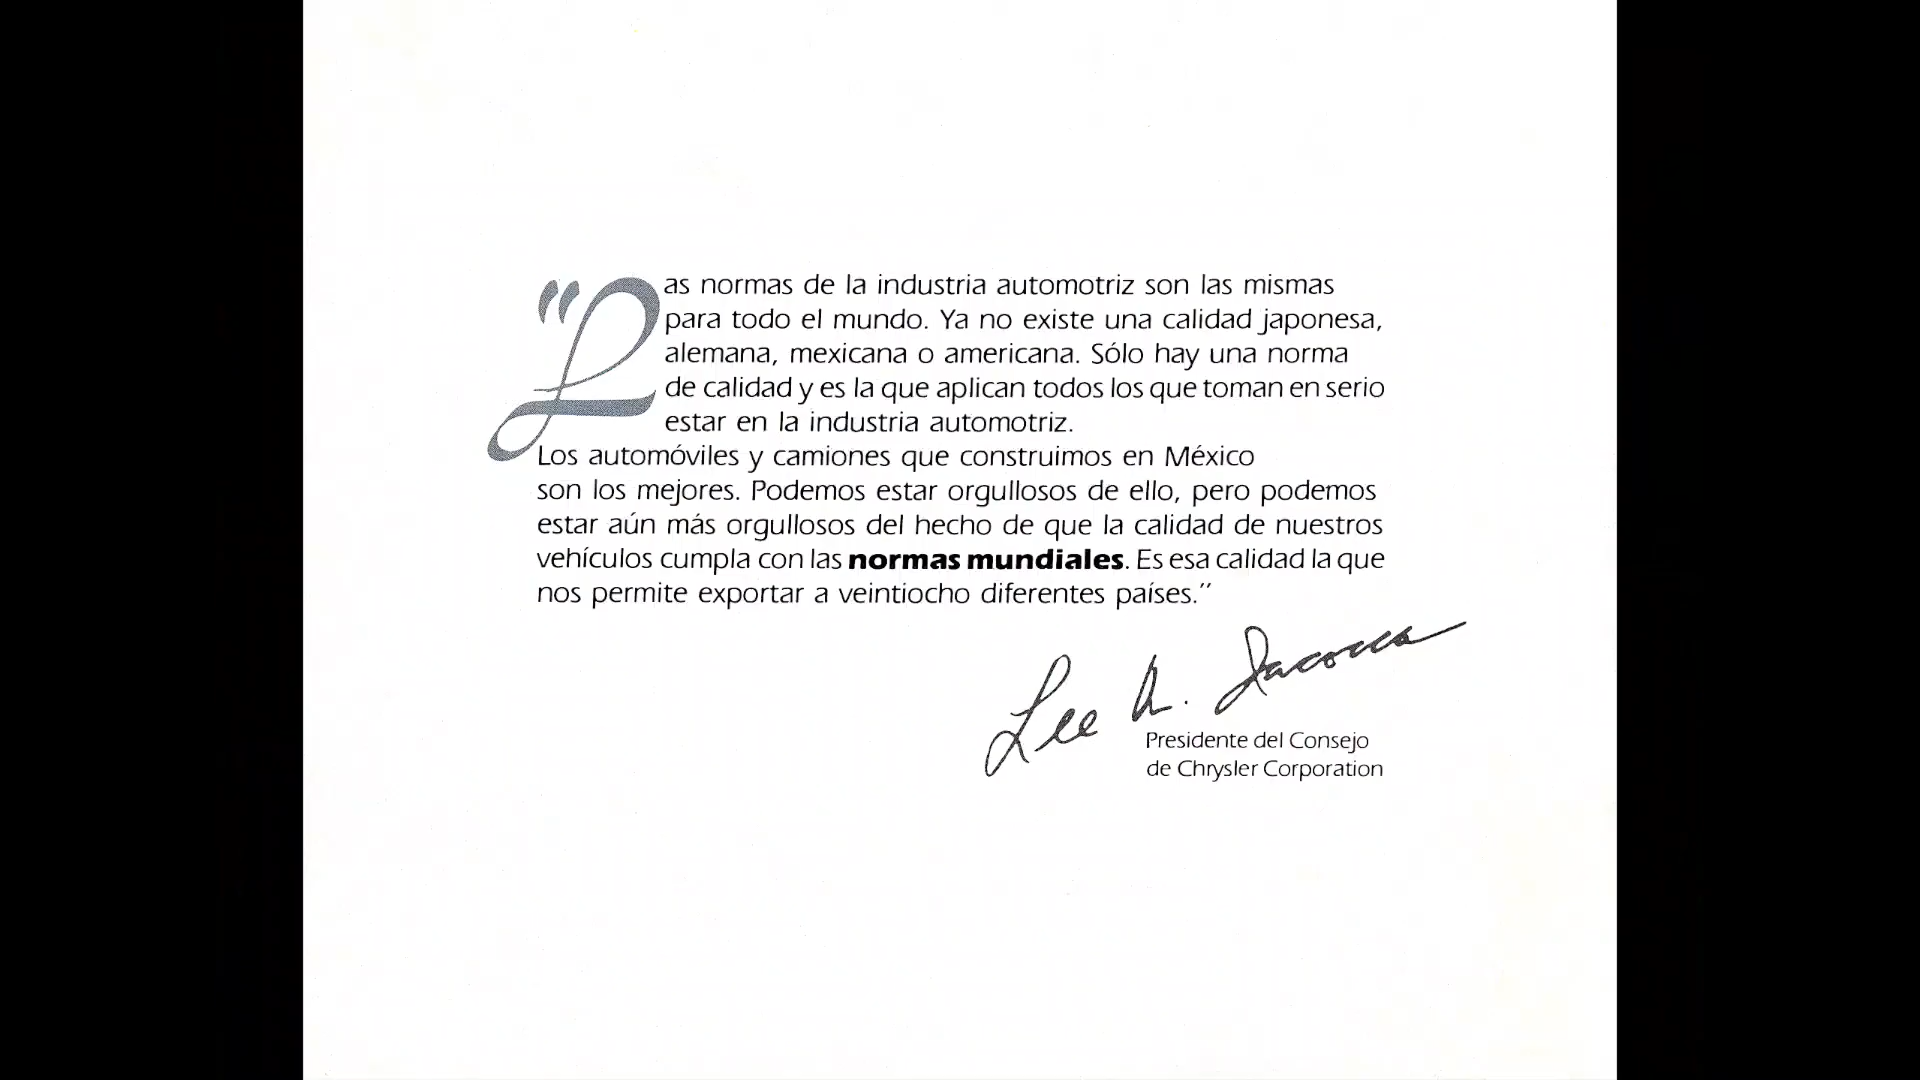 "Las normas de la industria automotriz son las mismas
para todo el mundo. Ya no existe una calidad japonesa,
alemana, mexicana o americana. Sólo hay una norma
de calidad y es la que aplican todos los que toman en serio
estar en la industria automotriz.
Los automóviles y camiones que construimos en México
son los mejores. Podemos estar orgullosos de ello, pero podemos
estar aún más orgullosos del hecho de que la calidad de nuestros
vehículos cumpla con las normas mundiales. Es esa calidad la que
nos permite exportar a veintiocho diferentes países."
Lee A. Iacocca
Presidente del Consejo
de Chrysler Corporation